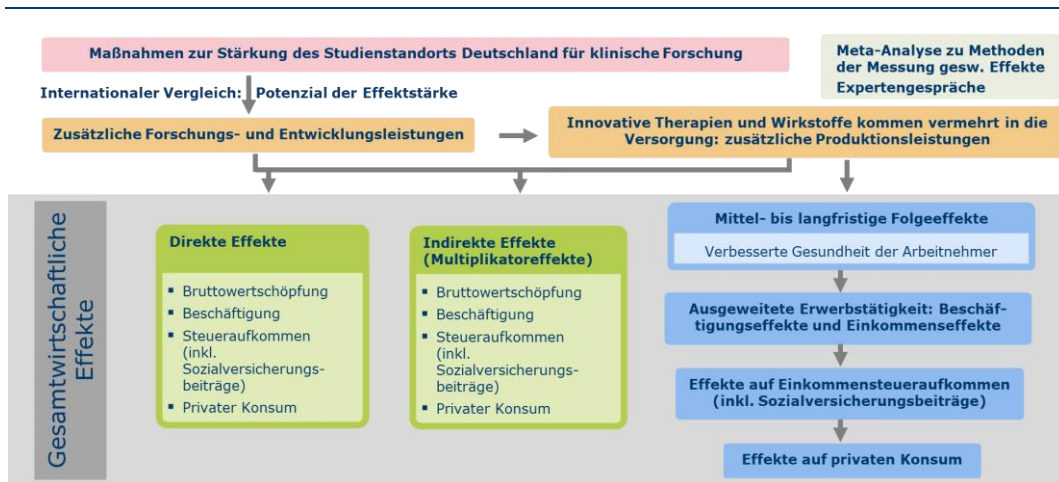 Maßnahmen zur Stärkung des Studienstandorts Deutschland für klinische Forschung
Meta-Analyse zu Methoden
der Messung gesw. Effekte
Expertengespräche
Internationaler Vergleich: Potenzial der Effektstärke
Zusätzliche Forschungs- und Entwicklungsleistungen
Innovative Therapien und Wirkstoffe kommen vermehrt in die
Versorgung: zusätzliche Produktionsleistungen
Gesamtwirtschaftliche
Effekte
Direkte Effekte
Bruttowertschöpfung
Beschäftigung
Steueraufkommen
(inkl.
Sozialversicherungs-
beiträge)
Privater Konsum
Indirekte Effekte
(Multiplikatoreffekte)
Bruttowertschöpfung
Beschäftigung
Steueraufkommen
(inkl.
Sozialversicherungs-
beiträge)
Privater Konsum
Mittel- bis langfristige Folgeeffekte
Verbesserte Gesundheit der Arbeitnehmer
Ausgeweitete Erwerbstätigkeit: Beschäf-
tigungseffekte und Einkommenseffekte
Effekte auf Einkommensteueraufkommen
(inkl. Sozialversicherungsbeiträge)
Effekte auf privaten Konsum